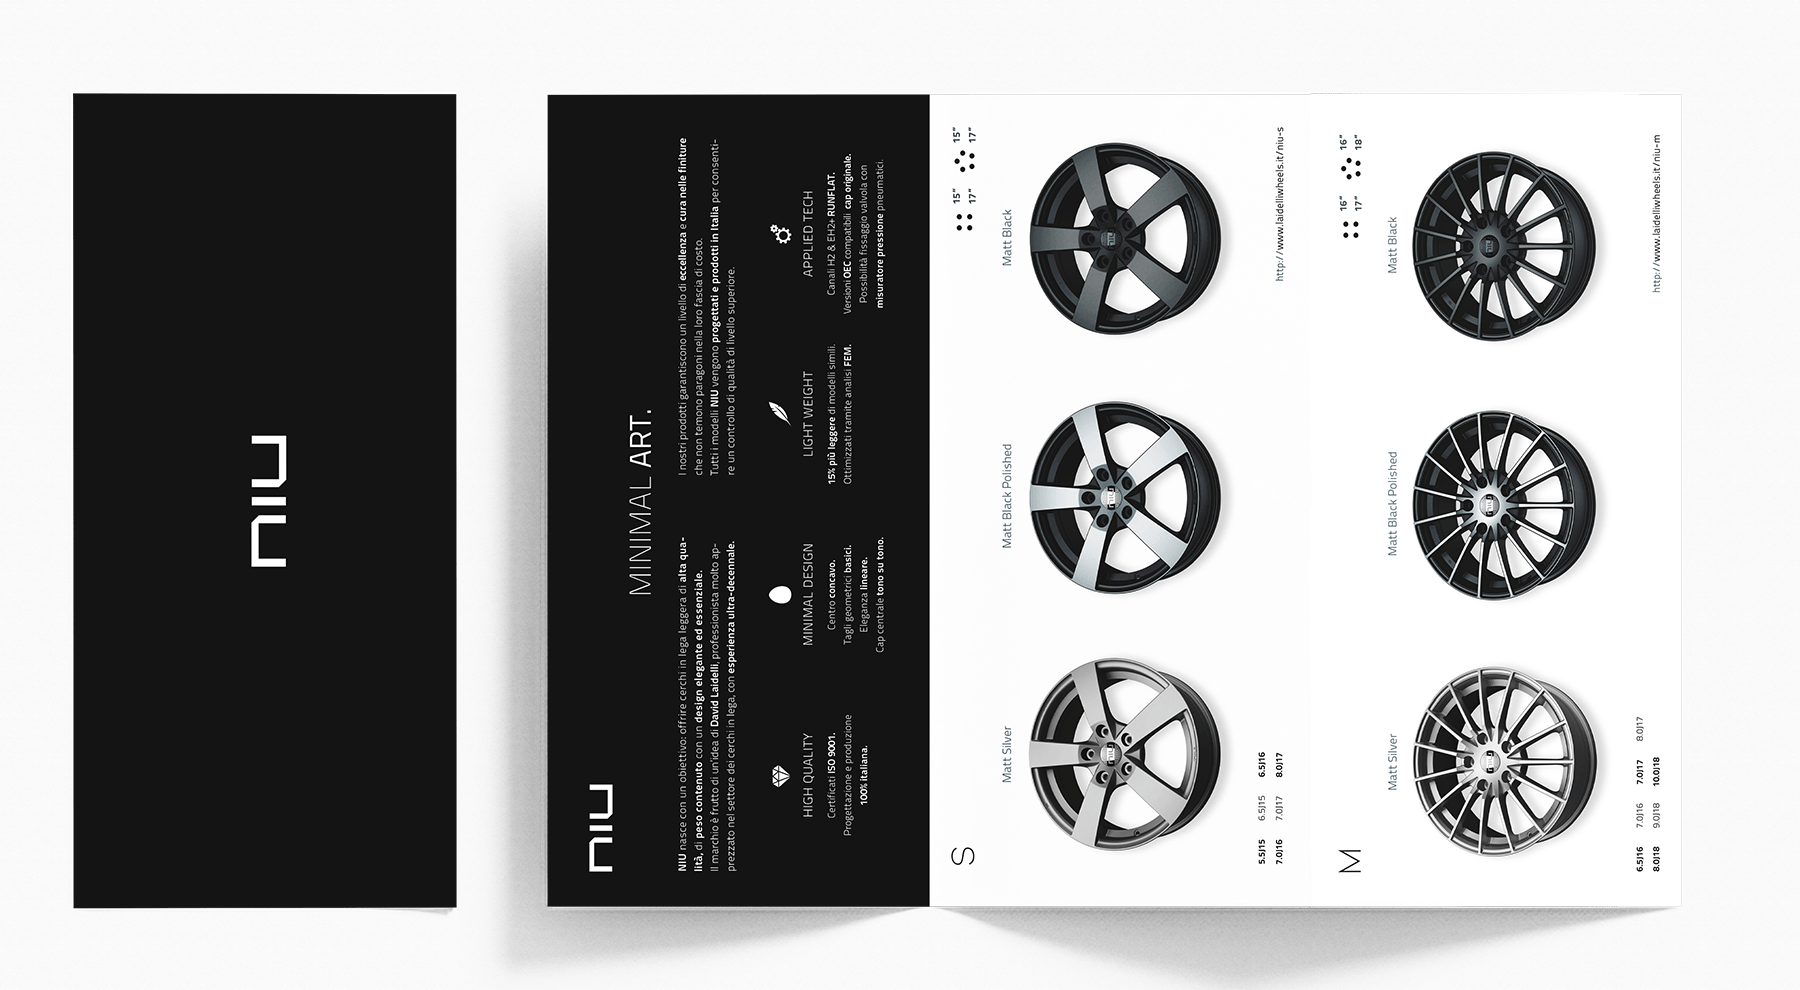 NIU
NIU
MINIMAL ART.
NIU nasce con un obiettivo: offrire cerchi in lega leggera di alta qua-
lità, di peso contenuto con un design elegante ed essenziale.
Il marchio è frutto di un'idea di David Laidelli, professionista molto ap-
prezzato nel settore dei cerchi in lega, con esperienza ultra-decennale.
I nostri prodotti garantiscono un livello di eccellenza e cura nelle finiture
che non temono paragoni nella loro fascia di costo.
Tutti i modelli NIU vengono progettati e prodotti in Italia per consenti-
re un controllo di qualità di livello superiore.
HIGH QUALITY
Certificati ISO 9001.
Progettazione e produzione
100% italiana.
MINIMAL DESIGN
Centro concavo.
Tagli geometrici basici.
Eleganza lineare.
Cap centrale tono su tono.
LIGHT WEIGHT
15% più leggere di modelli simili.
Ottimizzati tramite analisi FEM.
APPLIED TECH
Canali H2 & EH2+ RUNFLAT.
Versioni OEC compatibili cap originale.
Possibilità fissaggio valvola con
misuratore pressione pneumatici.
S
15" 15"
17" 17"
Matt Silver
Matt Black Polished
Matt Black
5.5J15 6.5J15 6.5J16
7.0J16 7.0J17 8.0J17
http://www.laidelliwheels.it/niu-s
M
16" 16"
17" 18"
Matt Silver
Matt Black Polished
Matt Black
6.5J16 7.0J16 7.0J17 8.0J17
8.0J18 9.0J18 10.0J18
http://www.laidelliwheels.it/niu-m